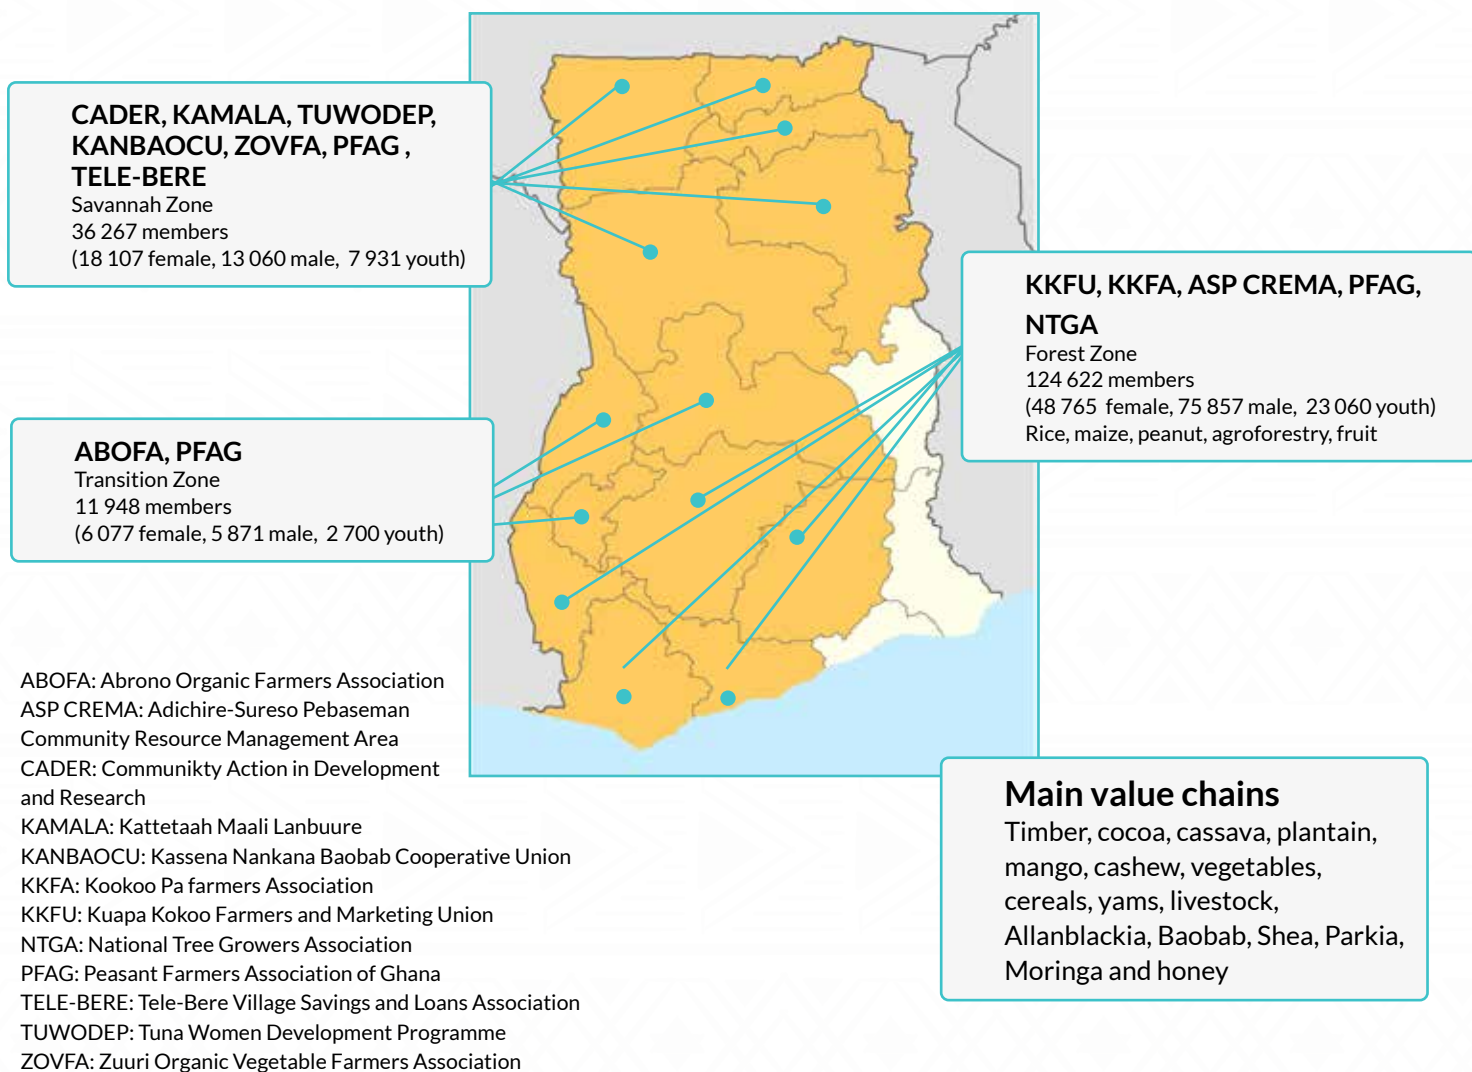 CADER, KAMALA, TUWODEP,
KANBAOCU, ZOVFA, PFAG ,
TELE-BERE
Savannah Zone
36 267 members
(18 107 female, 13 060 male, 7 931 youth)
KKFU, KKFA, ASP CREMA, PFAG,
NTGA
Forest Zone
124 622 members
(48 765 female, 75 857 male, 23 060 youth)
Rice, maize, peanut, agroforestry, fruit
ABOFA, PFAG
Transition Zone
11 948 members
(6 077 female, 5 871 male, 2 700 youth)
ABOFA: Abrono Organic Farmers Association
ASP CREMA: Adichire-Sureso Pebaseman
Community Resource Management Area
CADER: Communikty Action in Development
and Research
KAMALA: Kattetaah Maali Lanbuure
KANBAOCU: Kassena Nankana Baobab Cooperative Union
KKFA: Kookoo Pa farmers Association
KKFU: Kuapa Kokoo Farmers and Marketing Union
NTGA: National Tree Growers Association
PFAG: Peasant Farmers Association of Ghana
TELE-BERE: Tele-Bere Village Savings and Loans Association
TUWODEP: Tuna Women Development Programme
ZOVFA: Zuuri Organic Vegetable Farmers Association
Main value chains
Timber, cocoa, cassava, plantain,
mango, cashew, vegetables,
cereals, yams, livestock,
Allanblackia, Baobab, Shea, Parkia,
Moringa and honey